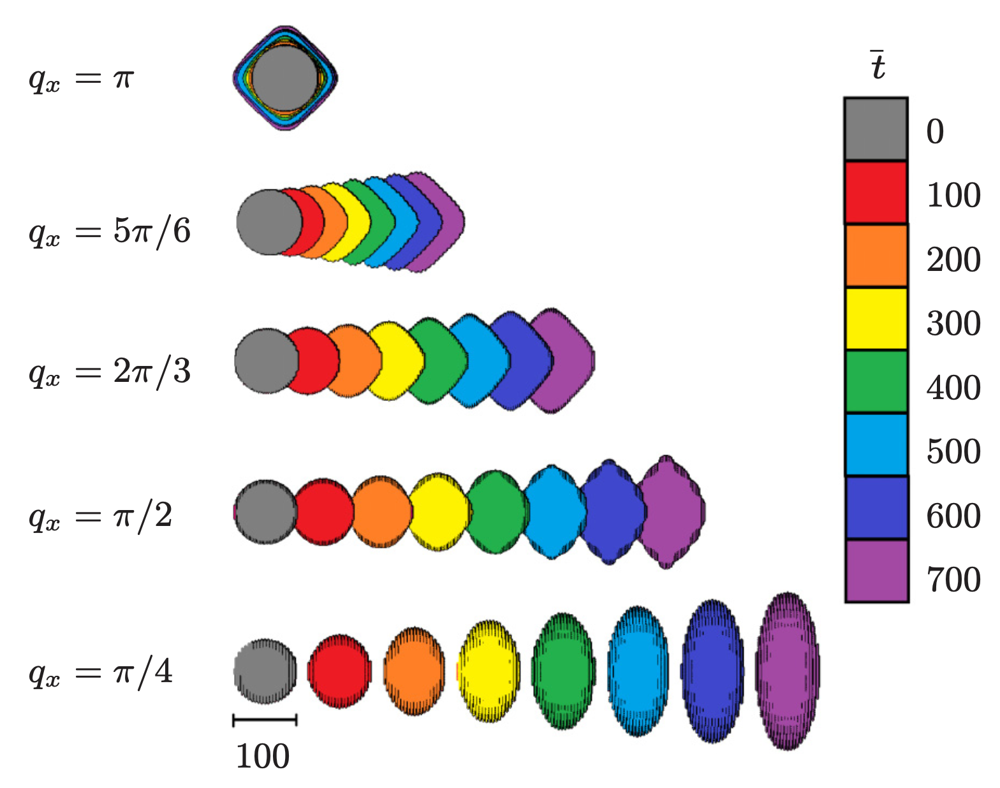 q_x = π
q_x = 5π/6
q_x = 2π/3
q_x = π/2
q_x = π/4
100
t̄
0
100
200
300
400
500
600
700